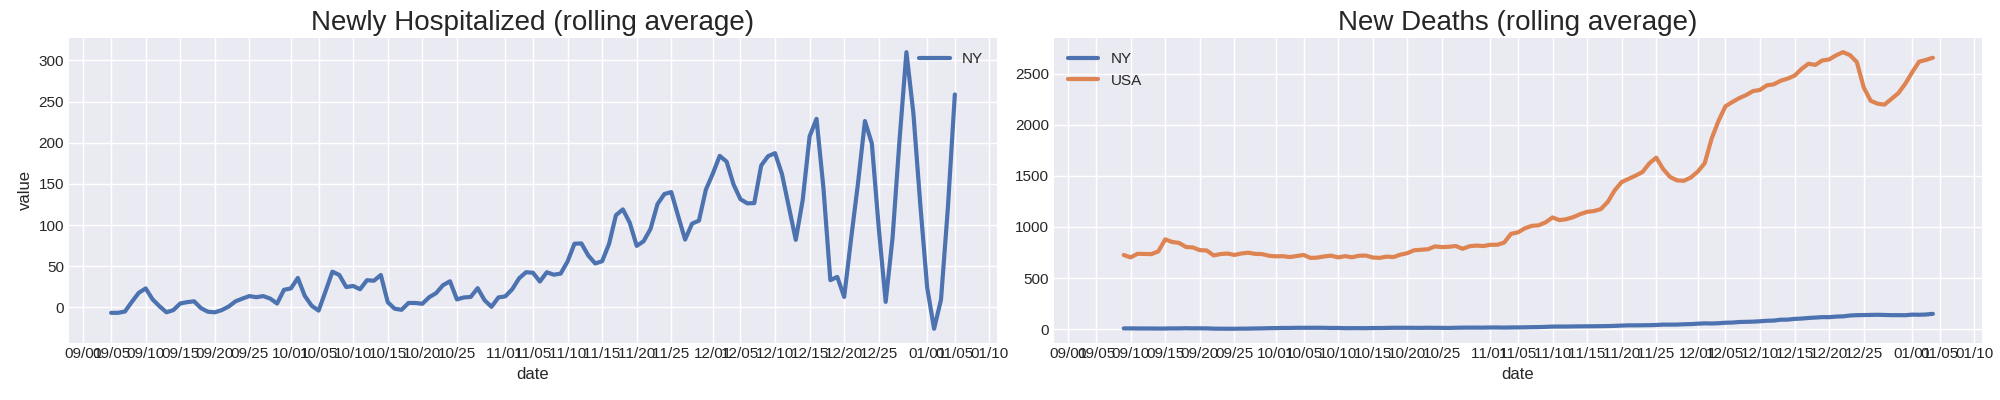 Newly Hospitalized (rolling average)
NY
300
250
200
150
100
50
0
value
09/01 09/05 09/10 09/15 09/20 09/25 10/01 10/05 10/10 10/15 10/20 10/25 11/01 11/05 11/10 11/15 11/20 11/25 12/01 12/05 12/10 12/15 12/20 12/25 01/01 01/05 01/10
date
New Deaths (rolling average)
NY
USA
2500
2000
1500
1000
500
0
09/01 09/05 09/10 09/15 09/20 09/25 10/01 10/05 10/10 10/15 10/20 10/25 11/01 11/05 11/10 11/15 11/20 11/25 12/01 12/05 12/10 12/15 12/20 12/25 01/01 01/05 01/10
date